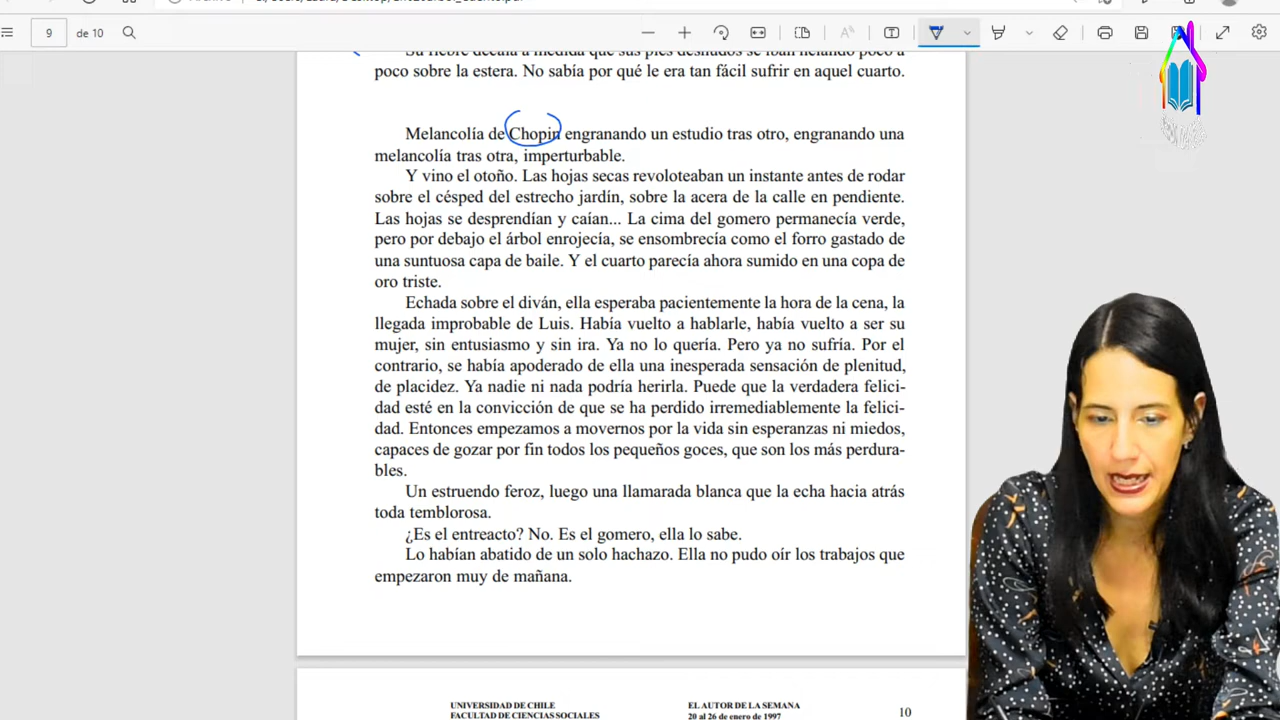 9 de 10
Su fiebre decaía a medida que sus pies desnudos se iban helando poco a
poco sobre la estera. No sabía por qué le era tan fácil sufrir en aquel cuarto.
Melancolía de Chopin engranando un estudio tras otro, engranando una
melancolía tras otra, imperturbable.
Y vino el otoño. Las hojas secas revoloteaban un instante antes de rodar
sobre el césped del estrecho jardín, sobre la acera de la calle en pendiente.
Las hojas se desprendían y caían... La cima del gomero permanecía verde,
pero por debajo el árbol enrojecía, se ensombrecía como el forro gastado de
una suntuosa capa de baile. Y el cuarto parecía ahora sumido en una copa de
oro triste.
Echada sobre el diván, ella esperaba pacientemente la hora de la cena, la
llegada improbable de Luis. Había vuelto a hablarle, había vuelto a ser su
mujer, sin entusiasmo y sin ira. Ya no lo quería. Pero ya no sufría. Por el
contrario, se había apoderado de ella una inesperada sensación de plenitud,
de placidez. Ya nadie ni nada podría herirla. Puede que la verdadera felici-
dad esté en la convicción de que se ha perdido irremediablemente la felici-
dad. Entonces empezamos a movernos por la vida sin esperanzas ni miedos,
capaces de gozar por fin todos los pequeños goces, que son los más perdura-
bles.
Un estruendo feroz, luego una llamarada blanca que la echa hacia atrás
toda temblorosa.
¿Es el entreacto? No. Es el gomero, ella lo sabe.
Lo habían abatido de un solo hachazo. Ella no pudo oír los trabajos que
empezaron muy de mañana.
UNIVERSIDAD DE CHILE
FACULTAD DE CIENCIAS SOCIALES
EL AUTOR DE LA SEMANA
20 al 26 de enero de 1997
10